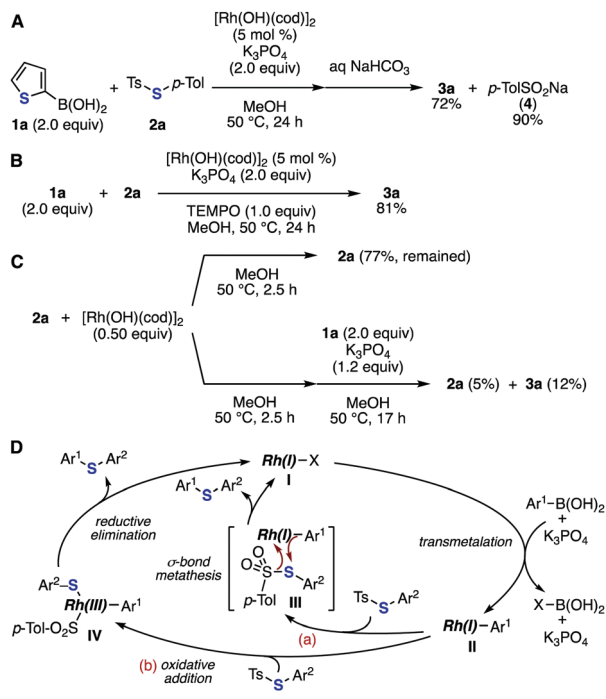 A
[Rh(OH)(cod)]2
(5 mol %)
K3PO4
(2.0 equiv)
MeOH
50 °C, 24 h
aq NaHCO3
S
B(OH)2
1a (2.0 equiv)
+
Ts
S
p-Tol
2a
3a
72%
+
p-TolSO2Na
(4)
90%
B
1a
(2.0 equiv)
+
2a
[Rh(OH)(cod)]2 (5 mol %)
K3PO4 (2.0 equiv)
TEMPO (1.0 equiv)
MeOH, 50 °C, 24 h
3a
81%
C
2a + [Rh(OH)(cod)]2
(0.50 equiv)
MeOH
50 °C, 2.5 h
2a (77%, remained)
MeOH
50 °C, 2.5 h
1a (2.0 equiv)
K3PO4
(1.2 equiv)
MeOH
50 °C, 17 h
2a (5%) + 3a (12%)
D
Ar1 S Ar2
reductive
elimination
Ar1 S Ar2
Rh(I)–X
I
transmetalation
Ar1–B(OH)2
+
K3PO4
X–B(OH)2
+
K3PO4
σ-bond
metathesis
Rh(I)–Ar1
O
O
S
S
Ar2
p-Tol
III
Ts
S
Ar2
(a)
Rh(I)–Ar1
II
Ar2–S
Rh(III)–Ar1
p-Tol-O2S
IV
(b) oxidative
addition
Ts
S
Ar2